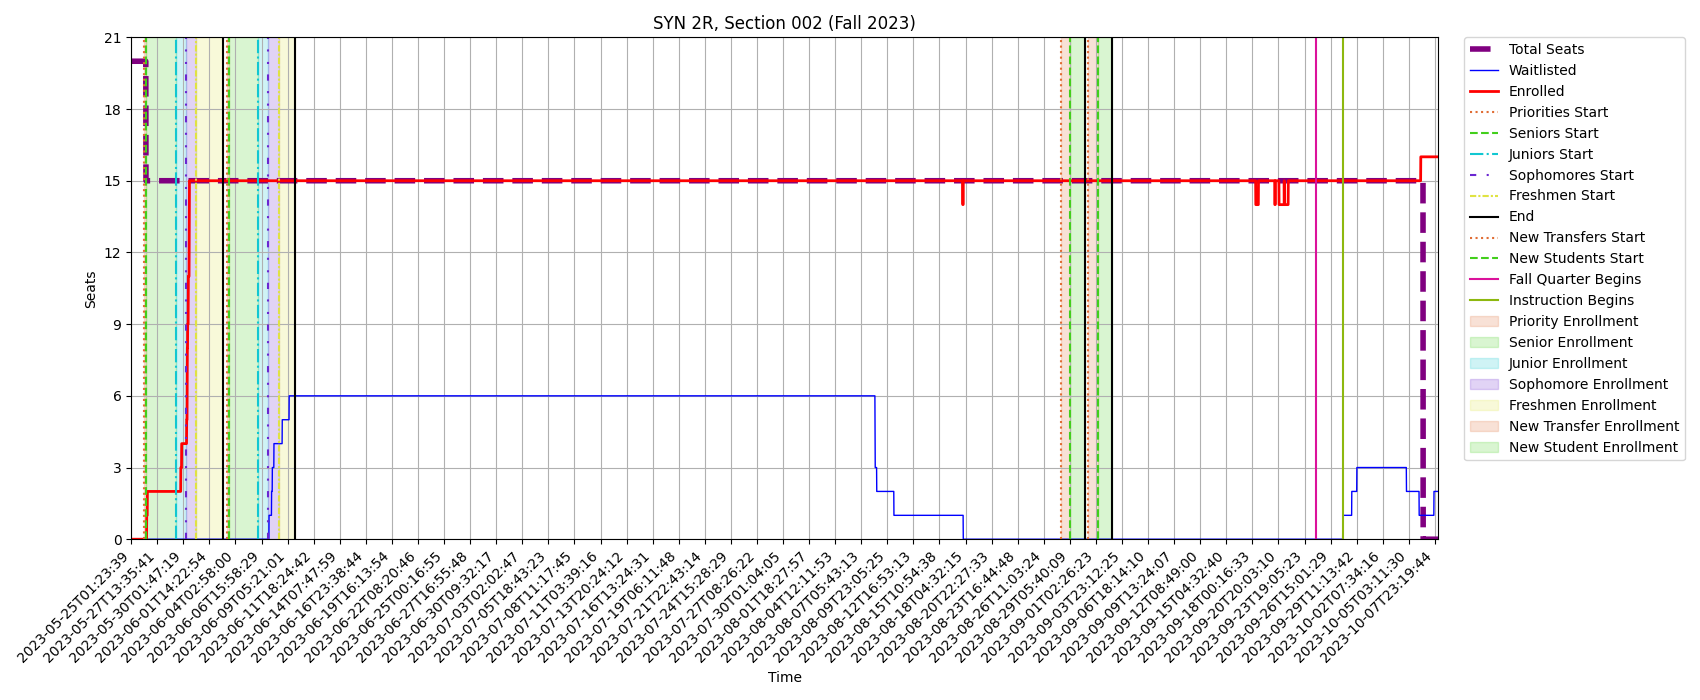 SYN 2R, Section 002 (Fall 2023)
Seats
21
18
15
12
9
6
3
0
2023-05-25T01:23:39
2023-05-27T13:35:41
2023-05-30T01:47:19
2023-06-01T14:22:54
2023-06-04T02:58:00
2023-06-06T15:58:29
2023-06-09T05:21:01
2023-06-11T18:24:42
2023-06-14T07:47:59
2023-06-16T23:38:44
2023-06-19T16:13:54
2023-06-22T08:20:46
2023-06-25T00:16:55
2023-06-27T16:55:48
2023-06-30T09:32:17
2023-07-03T02:02:47
2023-07-05T18:43:23
2023-07-08T11:17:45
2023-07-11T03:39:16
2023-07-13T20:24:12
2023-07-16T13:24:31
2023-07-19T06:11:48
2023-07-21T22:43:14
2023-07-24T15:28:29
2023-07-27T08:26:22
2023-07-30T01:04:05
2023-08-01T18:27:57
2023-08-04T12:11:53
2023-08-07T05:43:13
2023-08-09T23:05:25
2023-08-12T16:53:13
2023-08-15T10:54:38
2023-08-18T04:32:15
2023-08-20T22:27:33
2023-08-23T16:44:48
2023-08-26T11:03:24
2023-08-29T05:40:09
2023-09-01T02:26:23
2023-09-03T23:12:25
2023-09-06T18:14:10
2023-09-09T13:24:07
2023-09-12T08:49:00
2023-09-15T04:32:40
2023-09-18T00:16:33
2023-09-20T20:03:10
2023-09-23T19:05:23
2023-09-26T15:01:29
2023-09-29T11:13:42
2023-10-02T07:34:16
2023-10-05T03:11:30
2023-10-07T23:19:44
Time
Total Seats
Waitlisted
Enrolled
Priorities Start
Seniors Start
Juniors Start
Sophomores Start
Freshmen Start
End
New Transfers Start
New Students Start
Fall Quarter Begins
Instruction Begins
Priority Enrollment
Senior Enrollment
Junior Enrollment
Sophomore Enrollment
Freshmen Enrollment
New Transfer Enrollment
New Student Enrollment